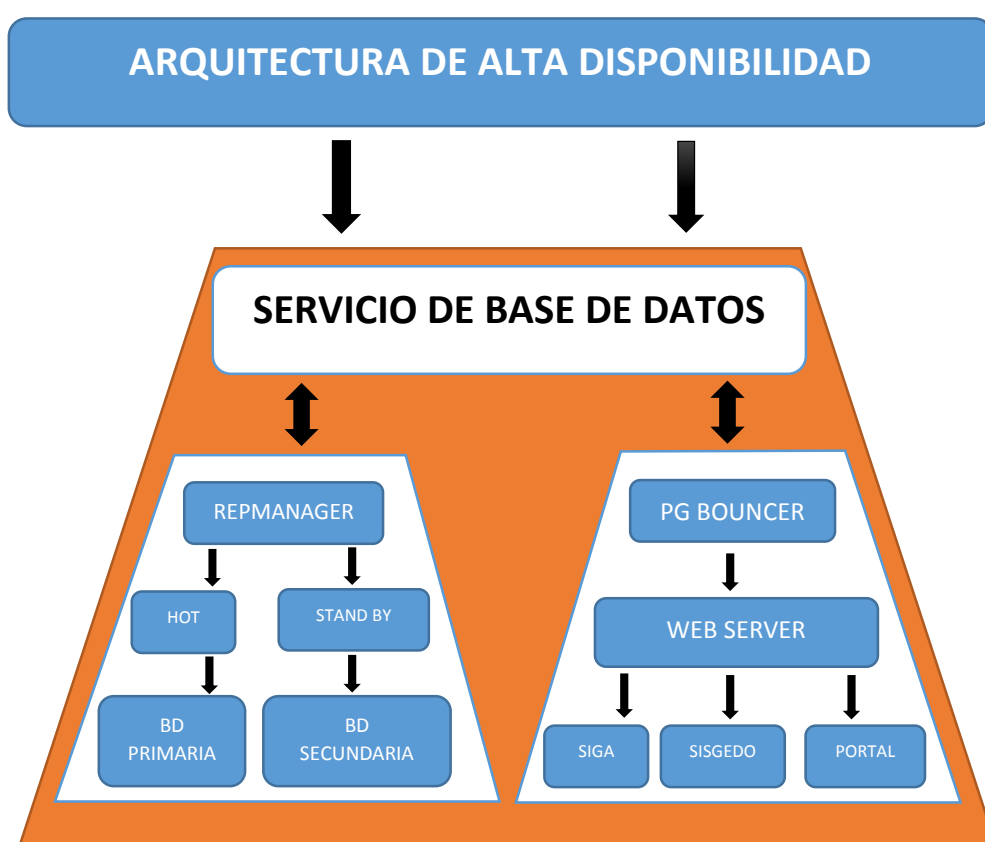 ARQUITECTURA DE ALTA DISPONIBILIDAD
SERVICIO DE BASE DE DATOS
REPMANAGER
HOT
STAND BY
BD
PRIMARIA
BD
SECUNDARIA
PG BOUNCER
WEB SERVER
SIGA
SISGEDO
PORTAL